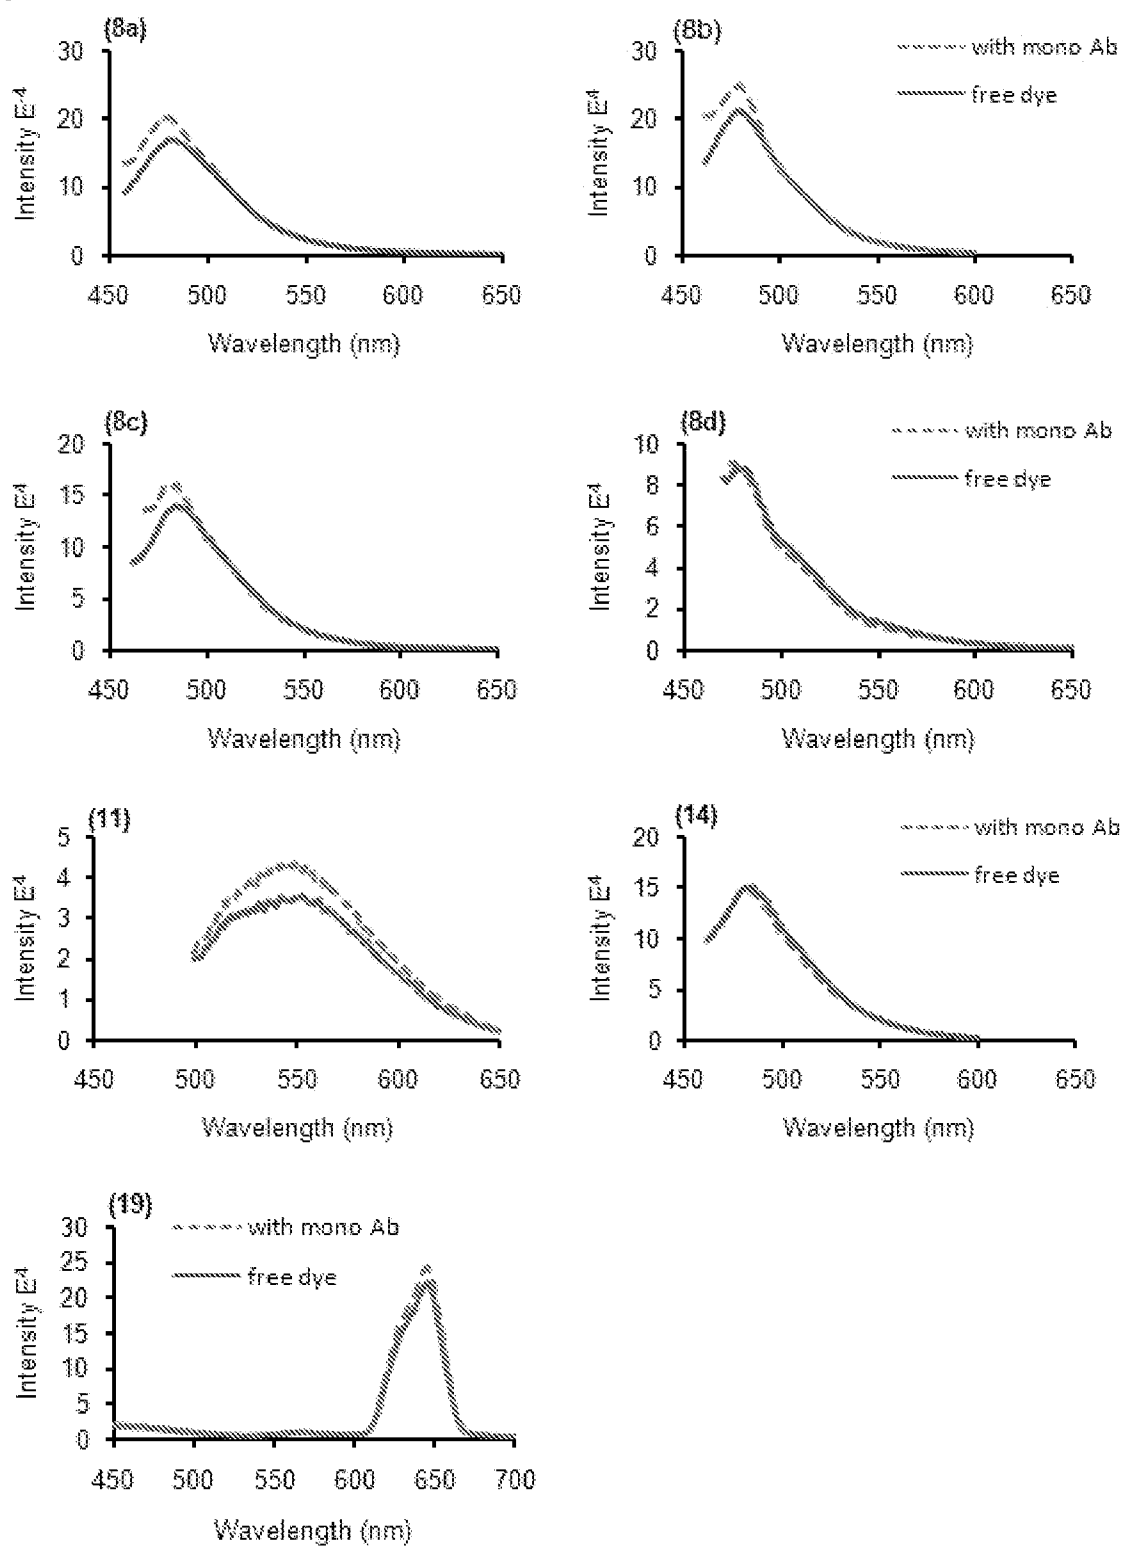 (8a)
30
20
10
0
Intensity E⁴
450 500 550 600 650
Wavelength (nm)
(8b)
with mono Ab
free dye
30
20
10
0
Intensity E⁴
450 500 550 600 650
Wavelength (nm)
(8c)
20
15
10
5
0
Intensity E⁴
450 500 550 600 650
Wavelength (nm)
(8d)
with mono Ab
free dye
10
8
6
4
2
0
Intensity E⁴
450 500 550 600 650
Wavelength (nm)
(11)
5
4
3
2
1
0
Intensity E⁴
450 500 550 600 650
Wavelength (nm)
(14)
with mono Ab
free dye
20
15
10
5
0
Intensity E⁴
450 500 550 600 650
Wavelength (nm)
(19)
with mono Ab
free dye
30
25
20
15
10
5
0
Intensity E⁴
450 500 550 600 650 700
Wavelength (nm)